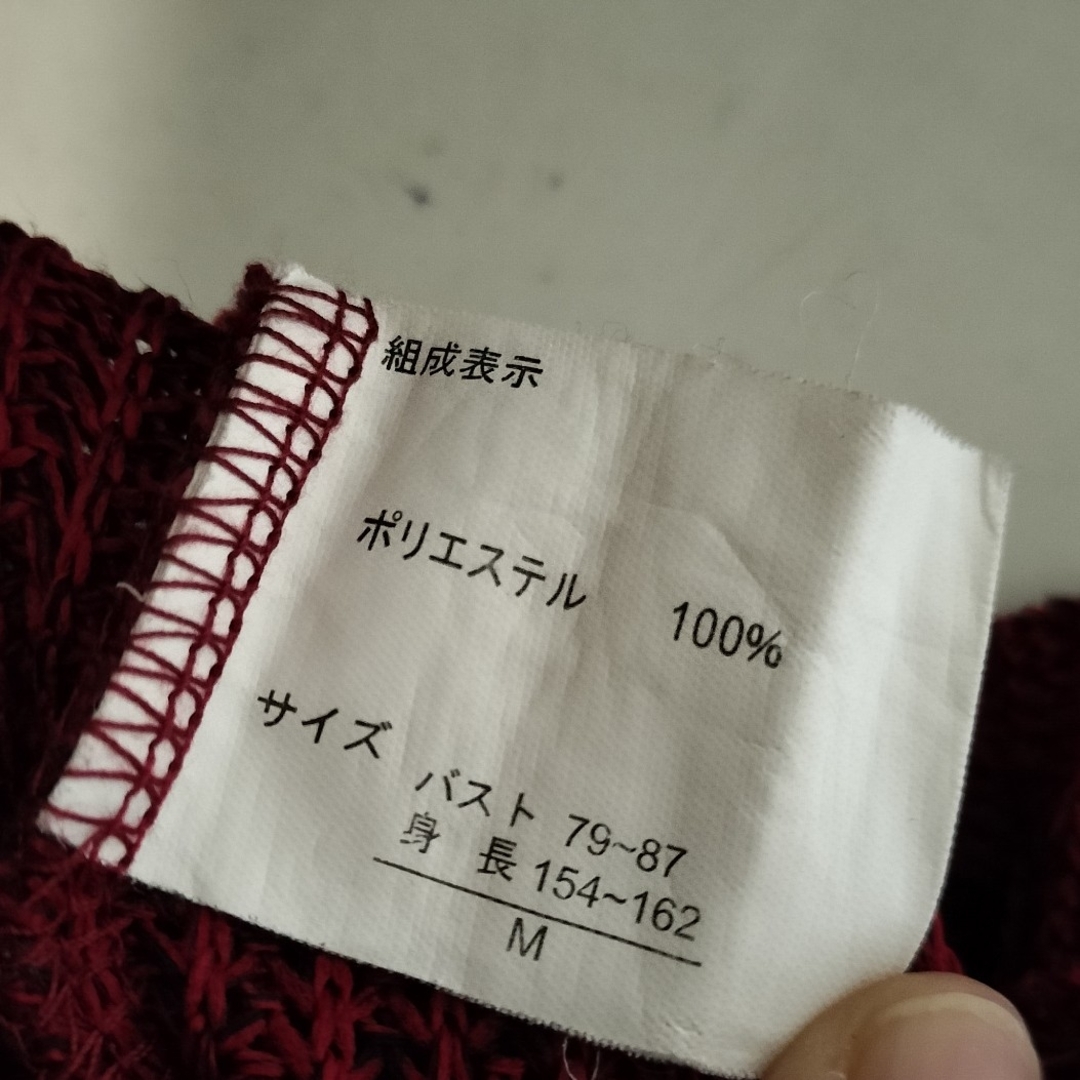 組成表示
ポリエステル 100%
サイズ
バスト 79~87
身 長 154~162
M